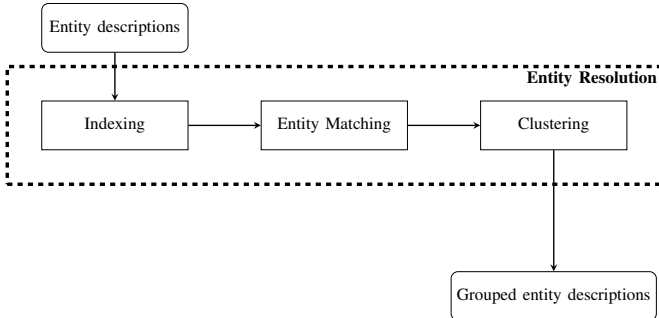 Entity descriptions
Entity Resolution
Indexing
Entity Matching
Clustering
Grouped entity descriptions